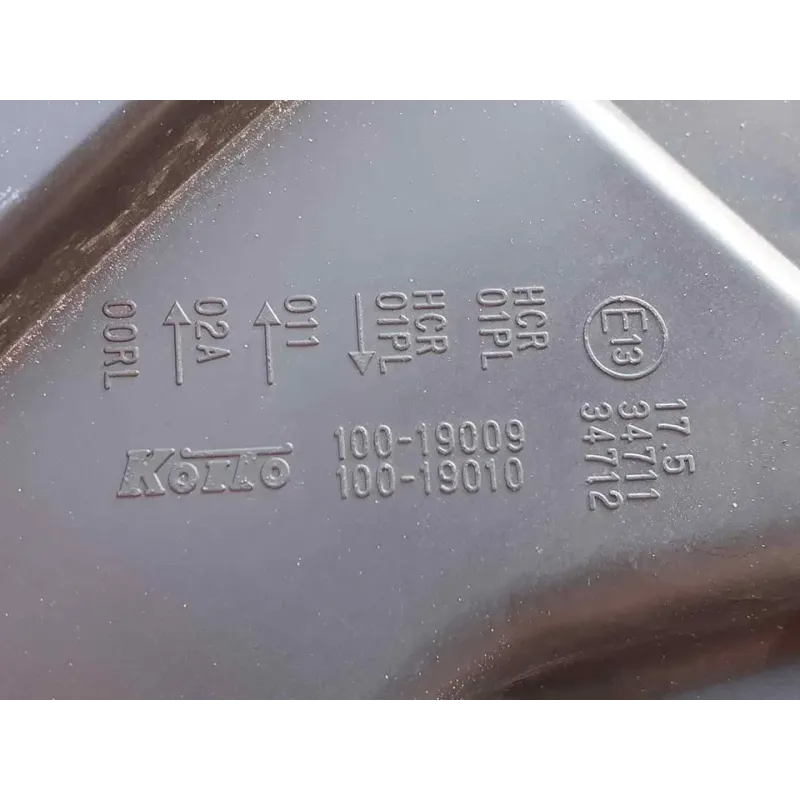 HCR
01PL
HCR
01PL
011
02A
00RL
E13
17.5
34711
34712
KOITO
100-19009
100-19010